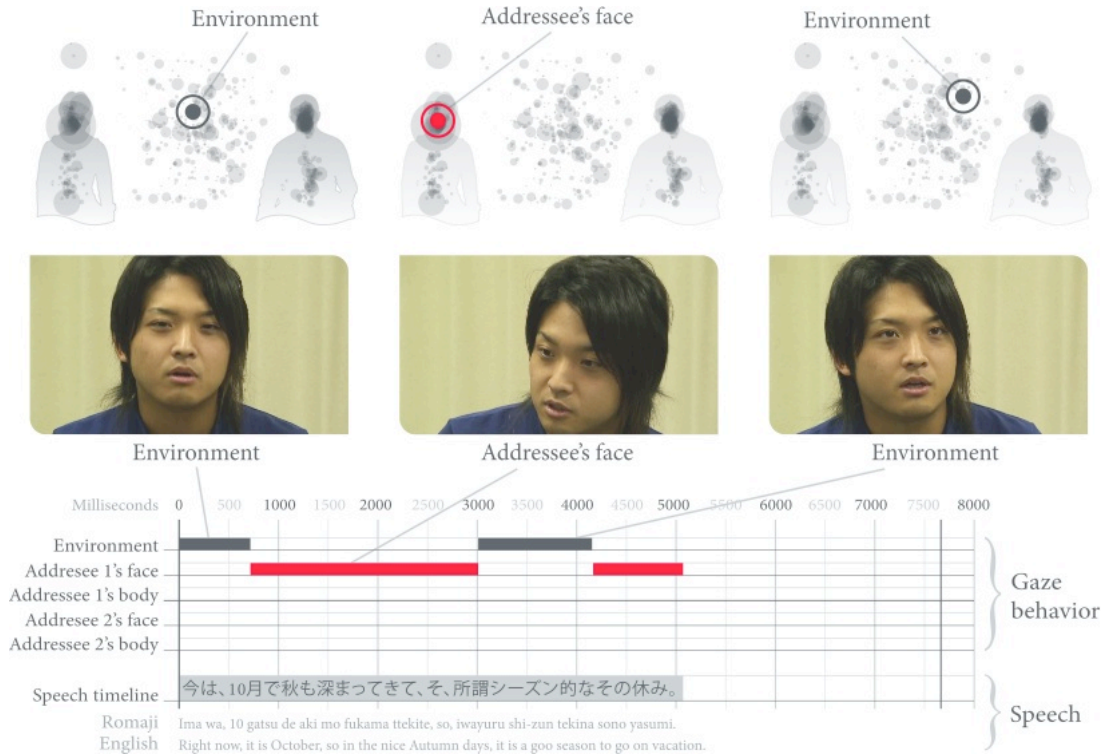 Environment
Addressee's face
Environment
Environment
Addressee's face
Environment
Milliseconds 0 500 1000 1500 2000 2500 3000 3500 4000 4500 5000 5500 6000 6500 7000 7500 8000
Environment
Addresee 1's face
Addressee 1's body
Addresee 2's face
Addressee 2's body
Gaze
behavior
Speech timeline 今は、10月で秋も深まってきて、そ、所謂シーズン的なその休み。
Romaji Ima wa, 10 gatsu de aki mo fukama ttekite, so, iwayuru shi-zun tekina sono yasumi.
English Right now, it is October, so in the nice Autumn days, it is a goo season to go on vacation.
Speech